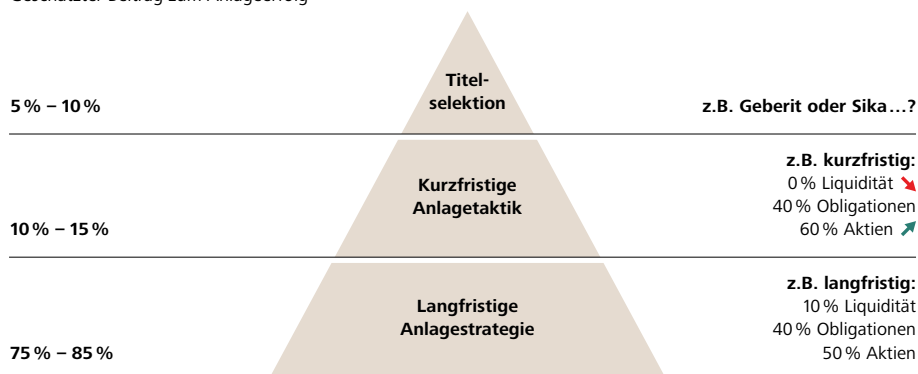 Titel-
selektion
5 % – 10 %
z.B. Geberit oder Sika…?
Kurzfristige
Anlagetaktik
10 % – 15 %
z.B. kurzfristig:
0 % Liquidität
40 % Obligationen
60 % Aktien
Langfristige
Anlagestrategie
75 % – 85 %
z.B. langfristig:
10 % Liquidität
40 % Obligationen
50 % Aktien